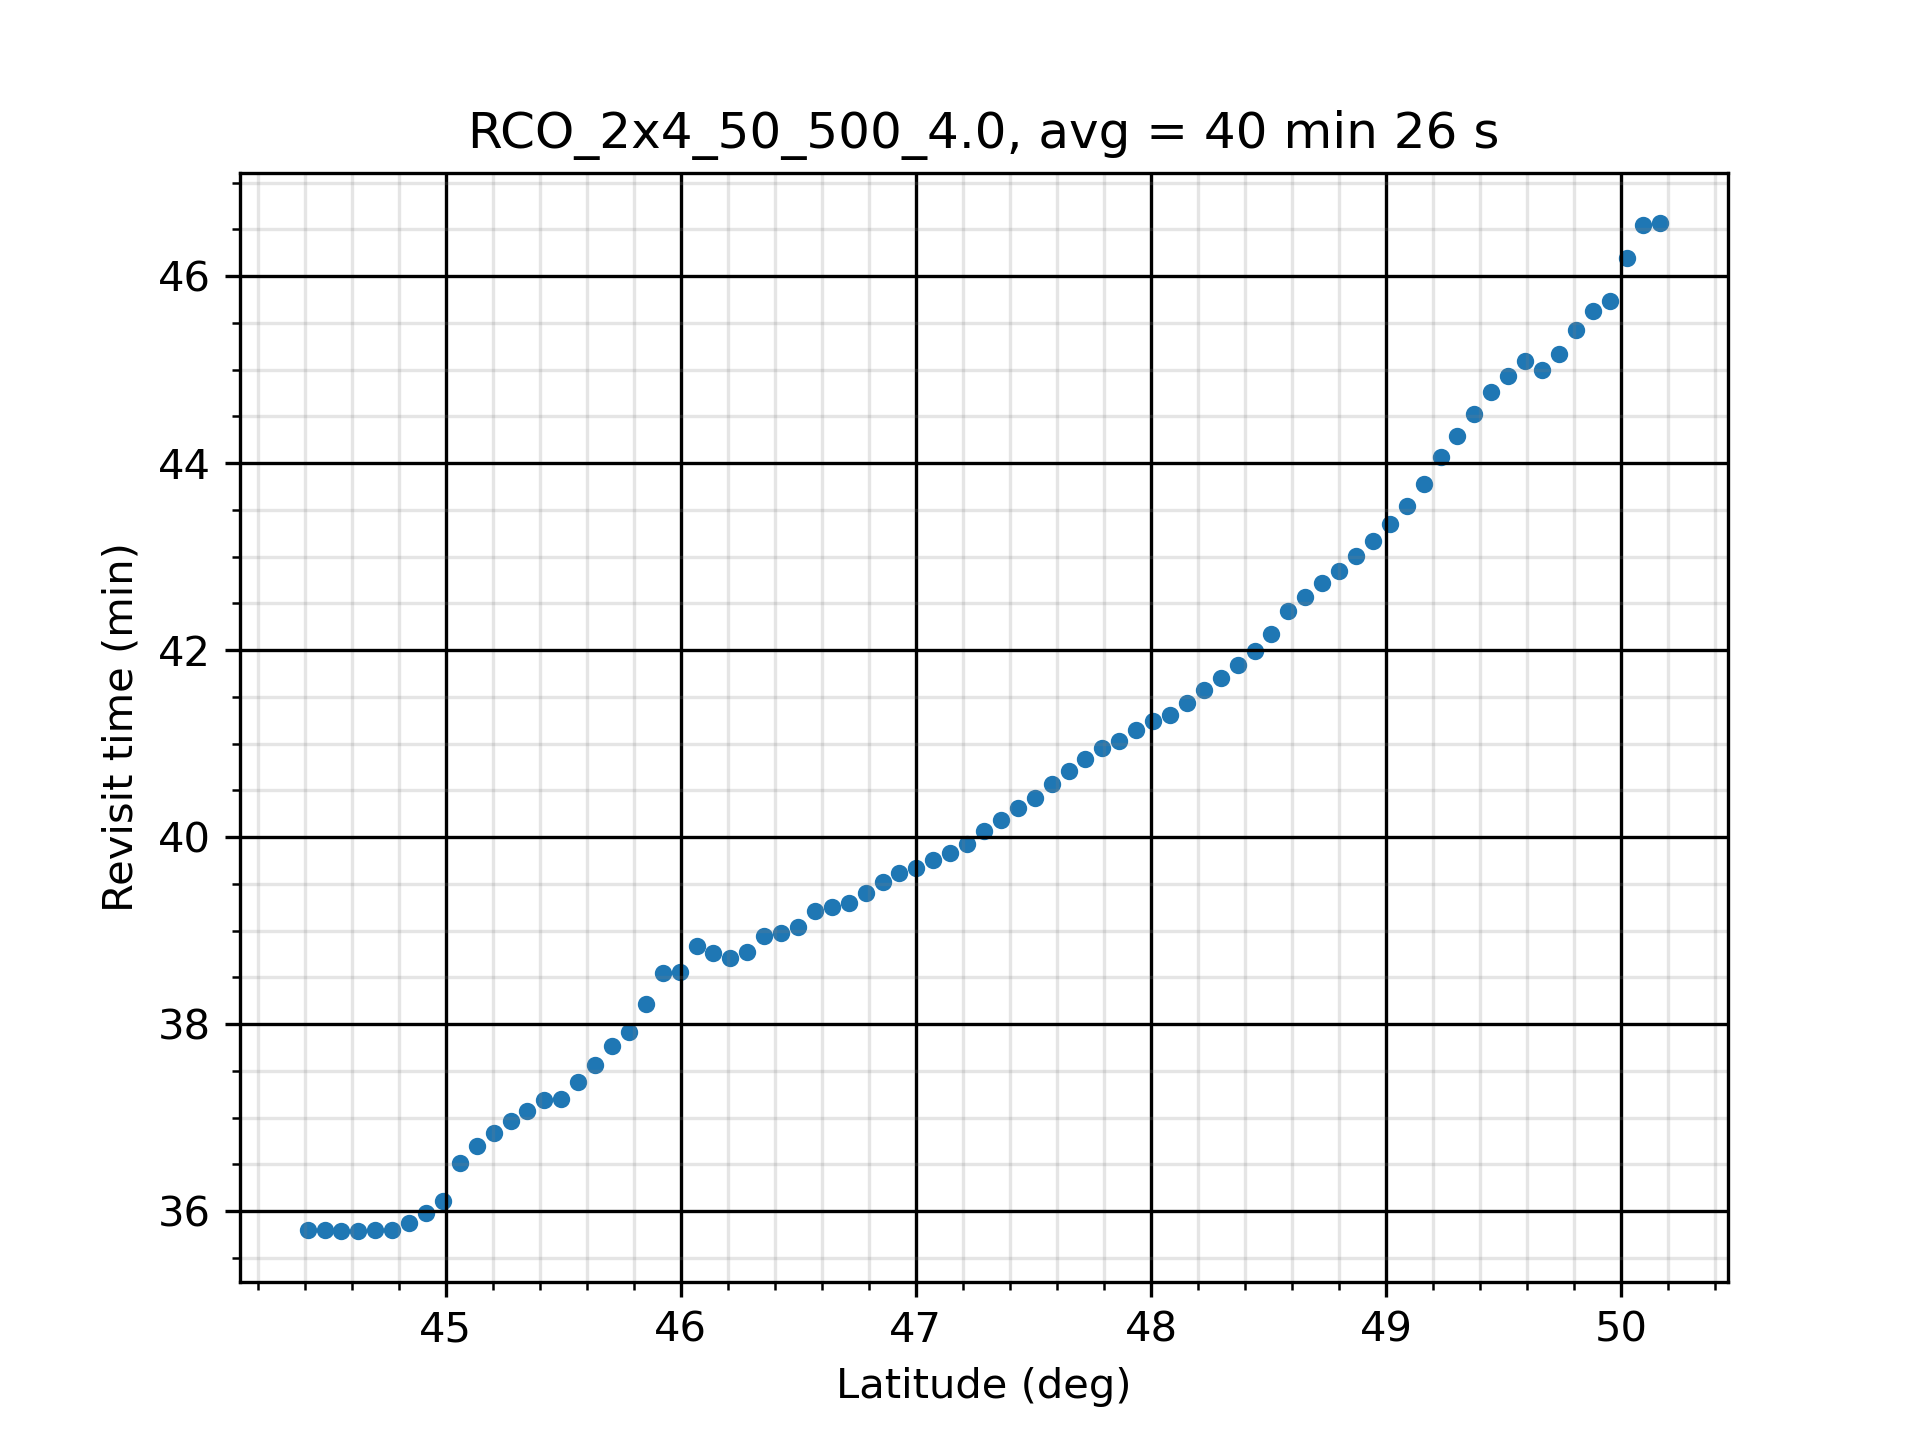 RCO_2x4_50_500_4.0, avg = 40 min 26 s
Revisit time (min)
46
44
42
40
38
36
45 46 47 48 49 50
Latitude (deg)